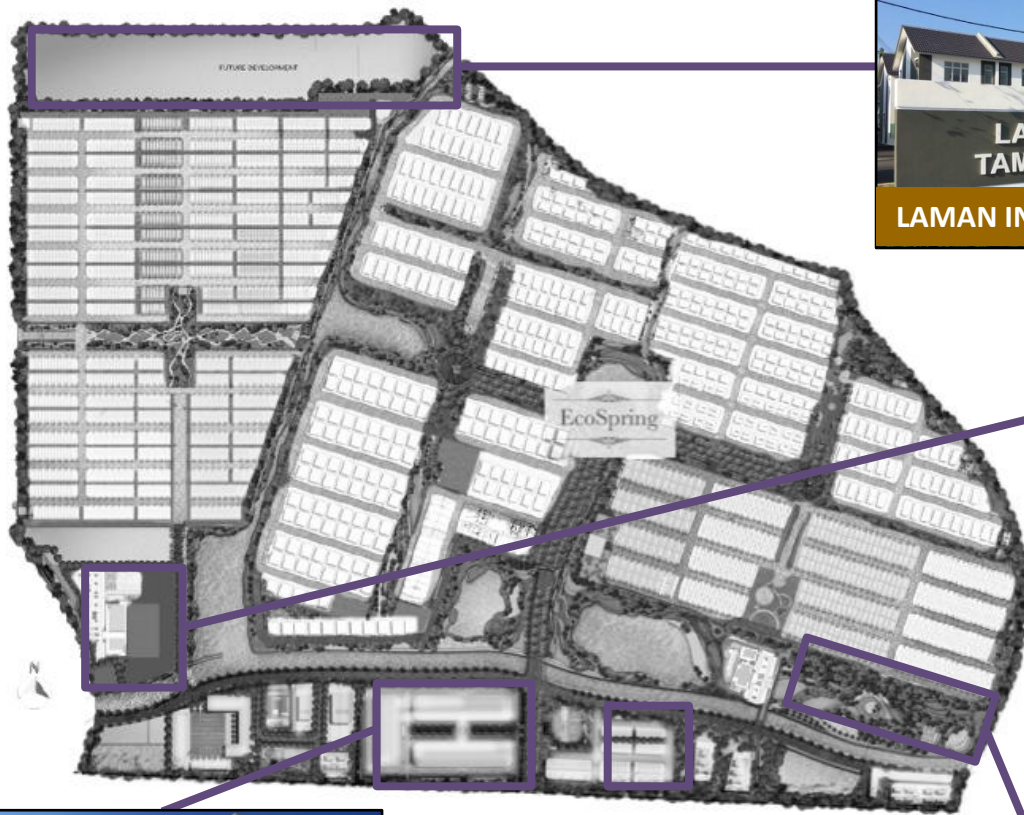 FUTURE DEVELOPMENT
LA
TAM
LAMAN IN
EcoSpring
N